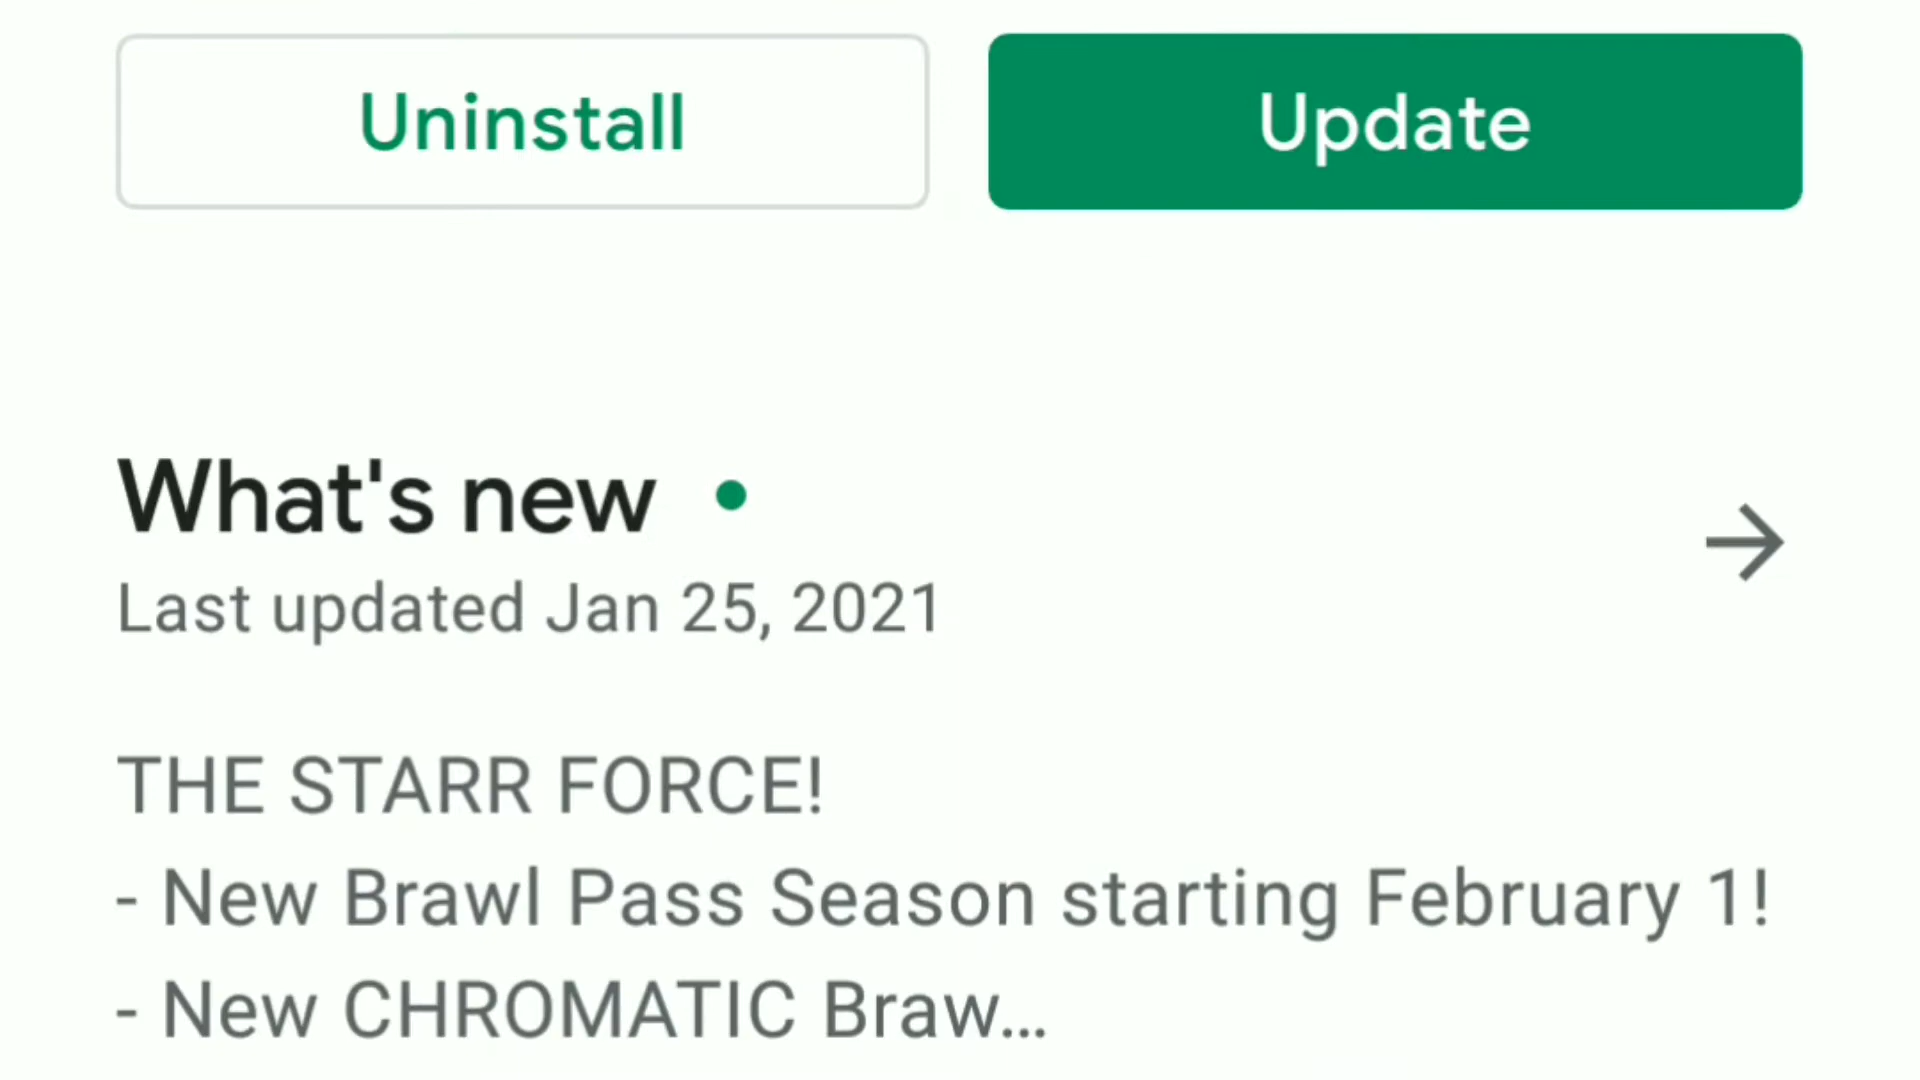 Uninstall
Update
What's new
Last updated Jan 25, 2021
THE STARR FORCE!
- New Brawl Pass Season starting February 1!
- New CHROMATIC Braw...